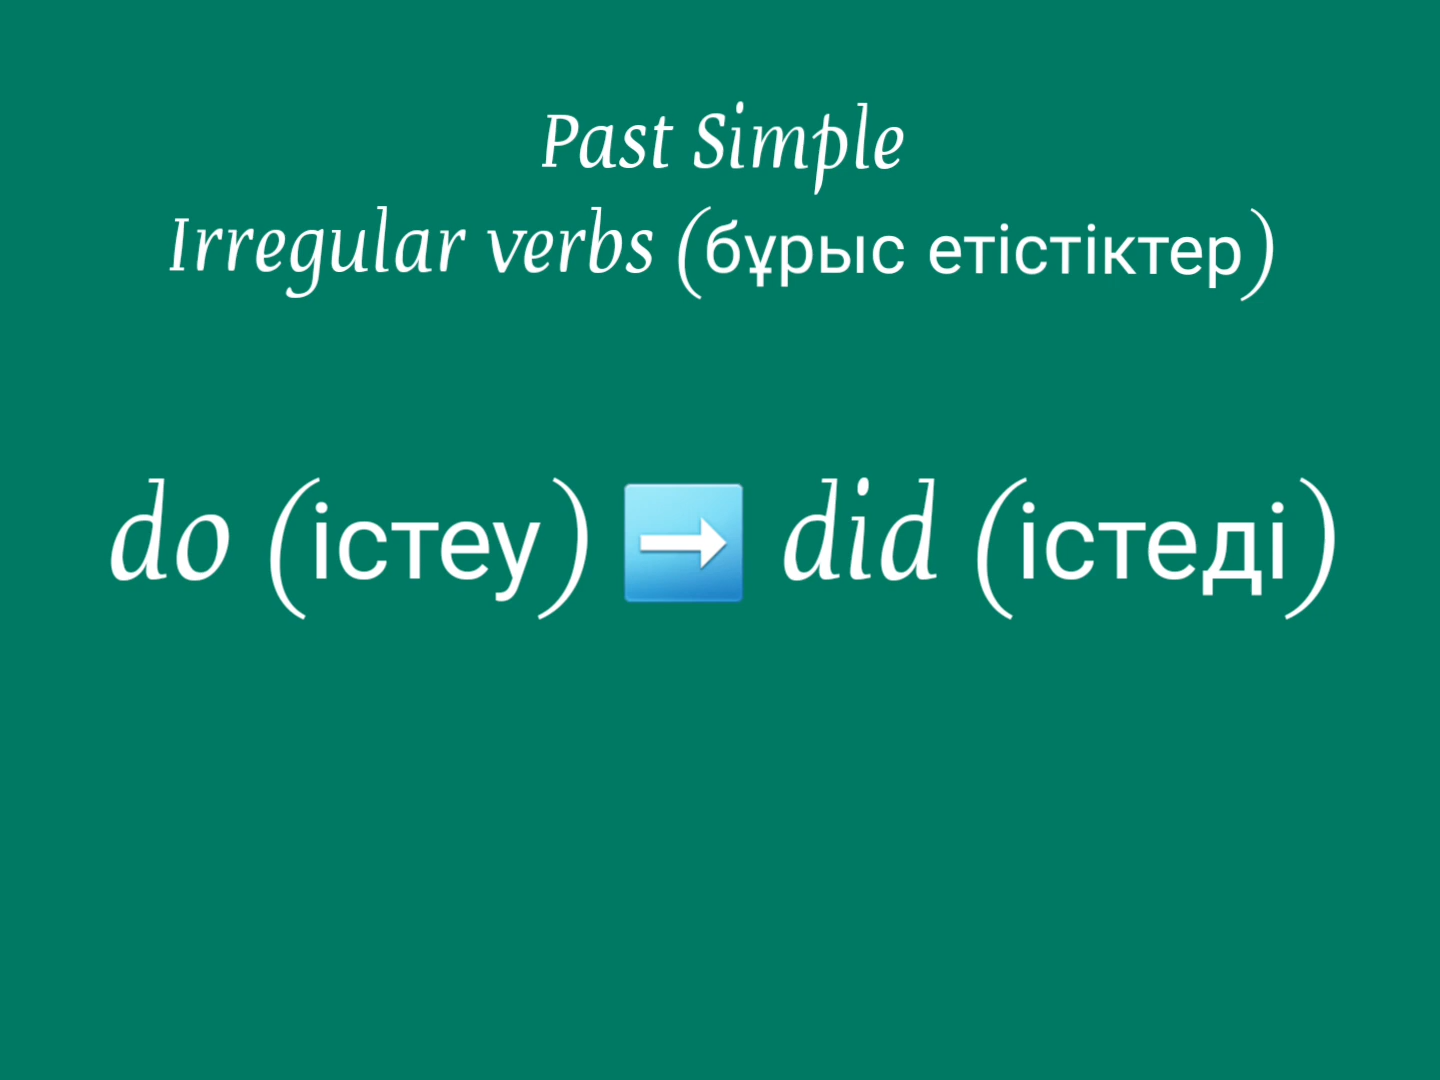 Past Simple
Irregular verbs (бұрыс етістіктер)
do (істеу) ➡ did (істеді)